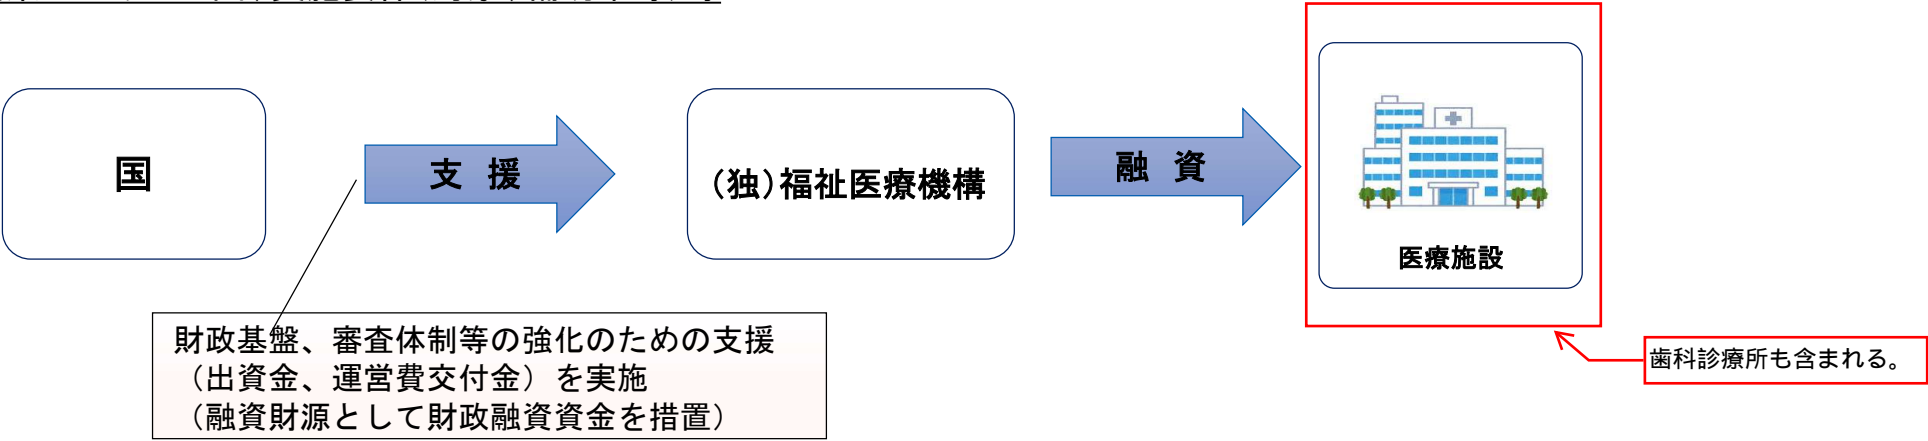 国
支 援
(独)福祉医療機構
融 資
医療施設
財政基盤、審査体制等の強化のための支援
(出資金、運営費交付金)を実施
(融資財源として財政融資資金を措置)
歯科診療所も含まれる。